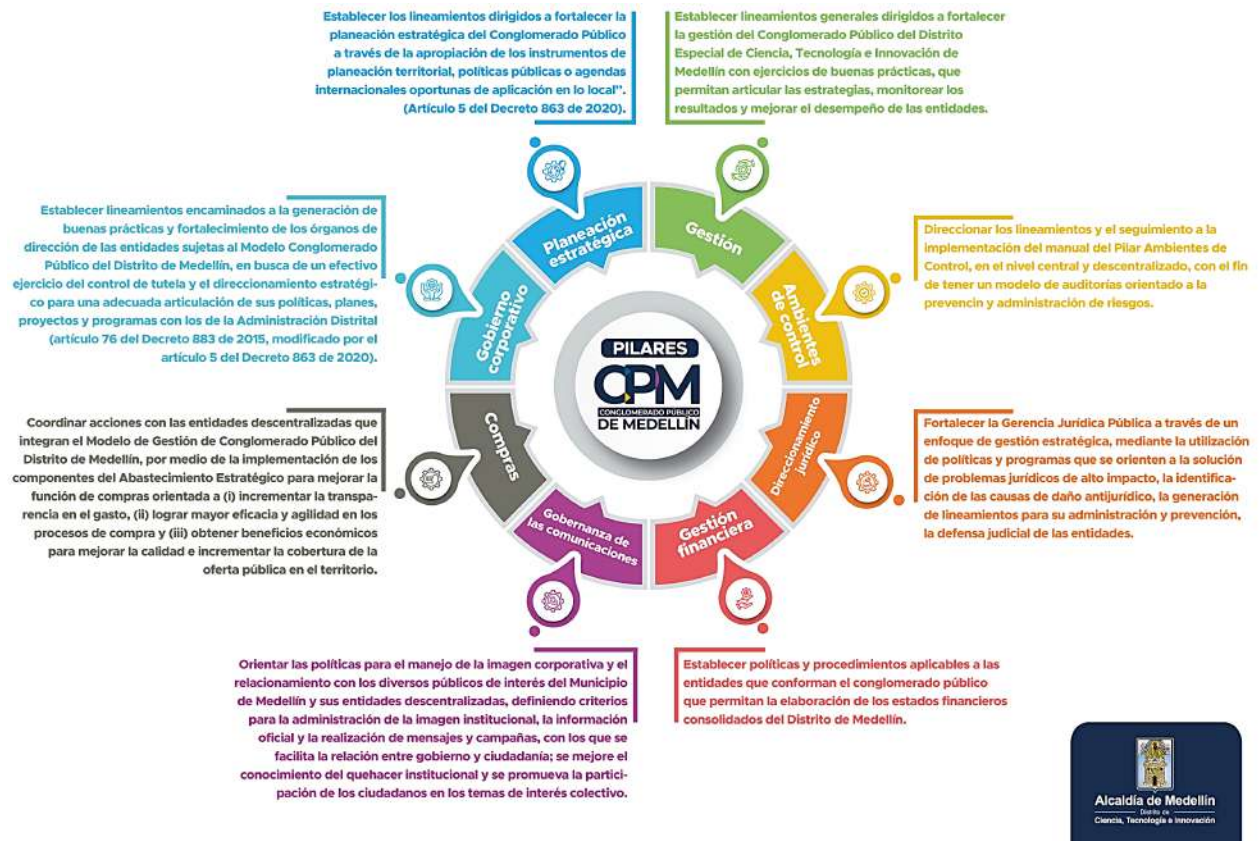 Establecer los lineamientos dirigidos a fortalecer la
planeación estratégica del Conglomerado Público
a través de la apropiación de los instrumentos de
planeación territorial, políticas públicas o agendas
internacionales oportunas de aplicación en lo local”.
(Artículo 5 del Decreto 863 de 2020).
Establecer lineamientos generales dirigidos a fortalecer
la gestión del Conglomerado Público del Distrito
Especial de Ciencia, Tecnología e Innovación de
Medellín con ejercicios de buenas prácticas, que
permitan articular las estrategias, monitorear los
resultados y mejorar el desempeño de las entidades.
Establecer lineamientos encaminados a la generación de
buenas prácticas y fortalecimiento de los órganos de
dirección de las entidades sujetas al Modelo Conglomerado
Público del Distrito de Medellín, en busca de un efectivo
ejercicio del control de tutela y el direccionamiento estratégi-
co para una adecuada articulación de sus políticas, planes,
proyectos y programas con los de la Administración Distrital
(artículo 76 del Decreto 883 de 2015, modificado por el
artículo 5 del Decreto 863 de 2020).
Planeación
estratégica
Gestión
Gobierno
corporativo
Ambientes
de control
Direccionar los lineamientos y el seguimiento a la
implementación del manual del Pilar Ambientes de
Control, en el nivel central y descentralizado, con el fin
de tener un modelo de auditorías orientado a la
prevencin y administración de riesgos.
PILARES
CPM
CONGLOMERADO PÚBLICO
DE MEDELLÍN
Coordinar acciones con las entidades descentralizadas que
integran el Modelo de Gestión de Conglomerado Público del
Distrito de Medellín, por medio de la implementación de los
componentes del Abastecimiento Estratégico para mejorar la
función de compras orientada a (i) incrementar la transpa-
rencia en el gasto, (ii) lograr mayor eficacia y agilidad en los
procesos de compra y (iii) obtener beneficios económicos
para mejorar la calidad e incrementar la cobertura de la
oferta pública en el territorio.
Compras
Direccionamiento
jurídico
Gobernanza de
las comunicaciones
Gestión
financiera
Fortalecer la Gerencia Jurídica Pública a través de un
enfoque de gestión estratégica, mediante la utilización
de políticas y programas que se orienten a la solución
de problemas jurídicos de alto impacto, la identifica-
ción de las causas de daño antijurídico, la generación
de lineamientos para su administración y prevención,
la defensa judicial de las entidades.
Orientar las políticas para el manejo de la imagen corporativa y el
relacionamiento con los diversos públicos de interés del Municipio
de Medellín y sus entidades descentralizadas, definiendo criterios
para la administración de la imagen institucional, la información
oficial y la realización de mensajes y campañas, con los que se
facilita la relación entre gobierno y ciudadanía; se mejore el
conocimiento del quehacer institucional y se promueva la partici-
pación de los ciudadanos en los temas de interés colectivo.
Establecer políticas y procedimientos aplicables a las
entidades que conforman el conglomerado público
que permitan la elaboración de los estados financieros
consolidados del Distrito de Medellín.
Alcaldía de Medellín
Distrito de
Ciencia, Tecnología e Innovación